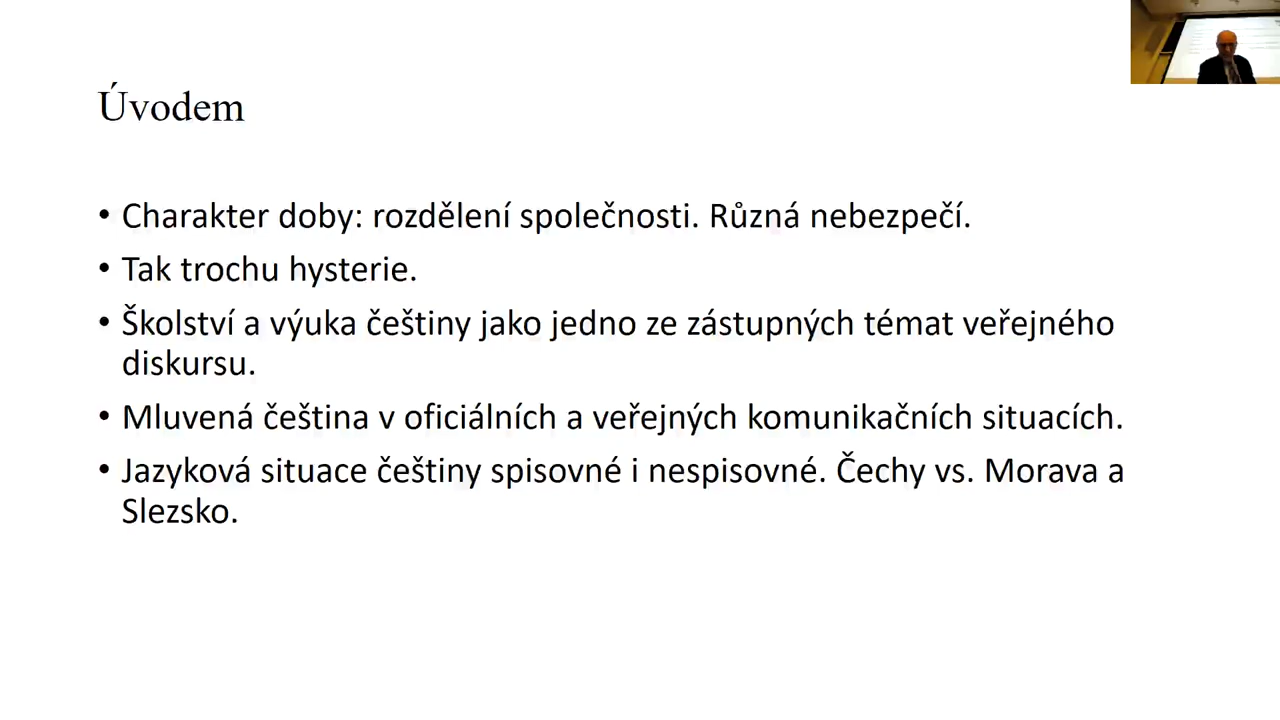 Úvodem
• Charakter doby: rozdělení společnosti. Různá nebezpečí.
• Tak trochu hysterie.
• Školství a výuka češtiny jako jedno ze zástupných témat veřejného
diskursu.
• Mluvená čeština v oficiálních a veřejných komunikačních situacích.
• Jazyková situace češtiny spisovné i nespisovné. Čechy vs. Morava a
Slezsko.